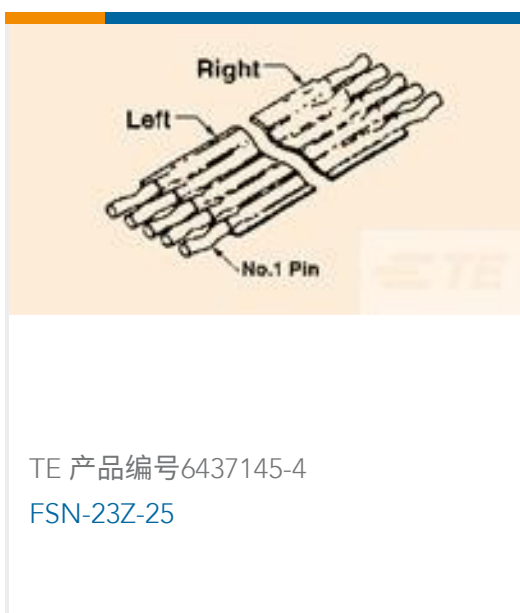 Right
Left
No.1 Pin
TE
TE 产品编号6437145-4
FSN-23Z-25